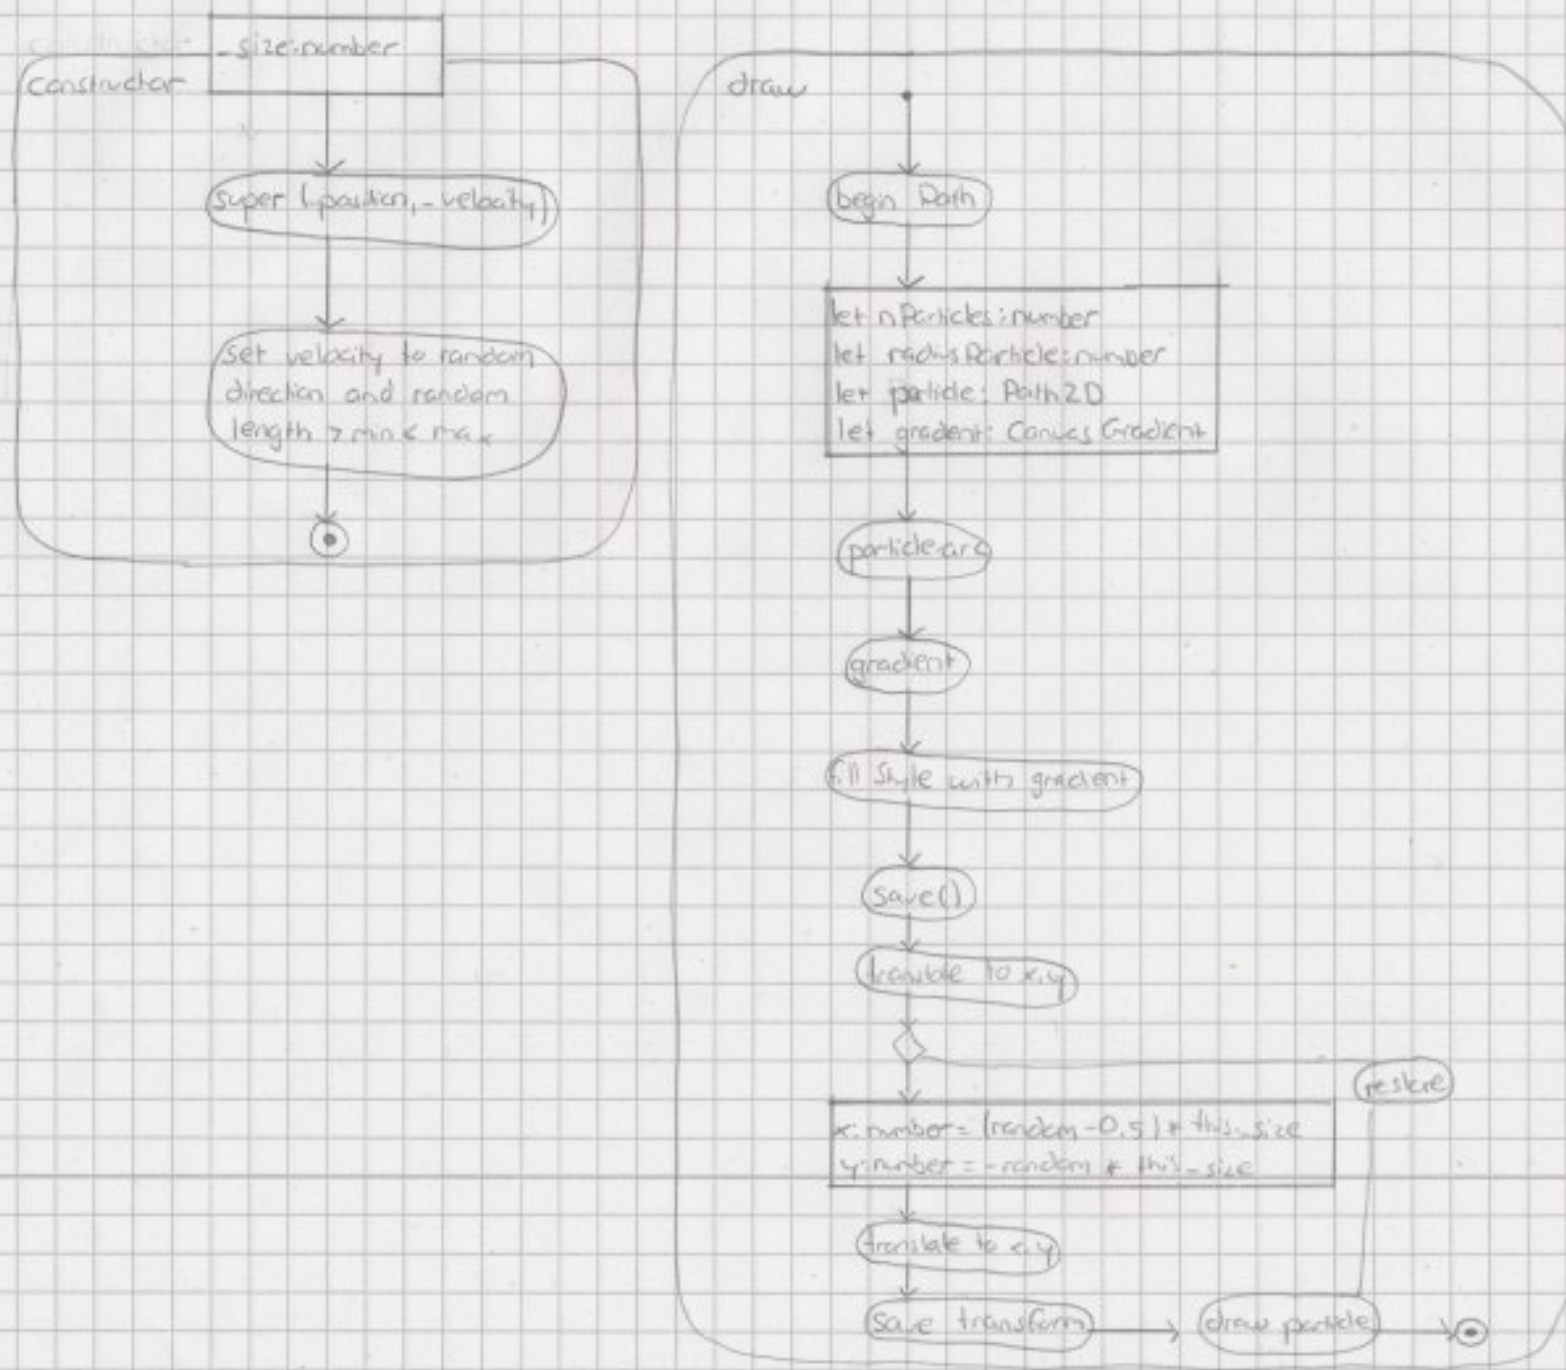 constructor
_size:number
constructor
super (_position, _velocity)
set velocity to random
direction and random
length > min < max
draw
begin Path
let nParticles: number
let radiusParticle: number
let particle: Path2D
let gradient: Canvas Gradient
particle.arc
gradient
fill Style with gradient
save()
translate to x,y
restore
x: number = (random - 0.5) * this._size
y: number = - random * this._size
translate to x,y
save transform
draw particle